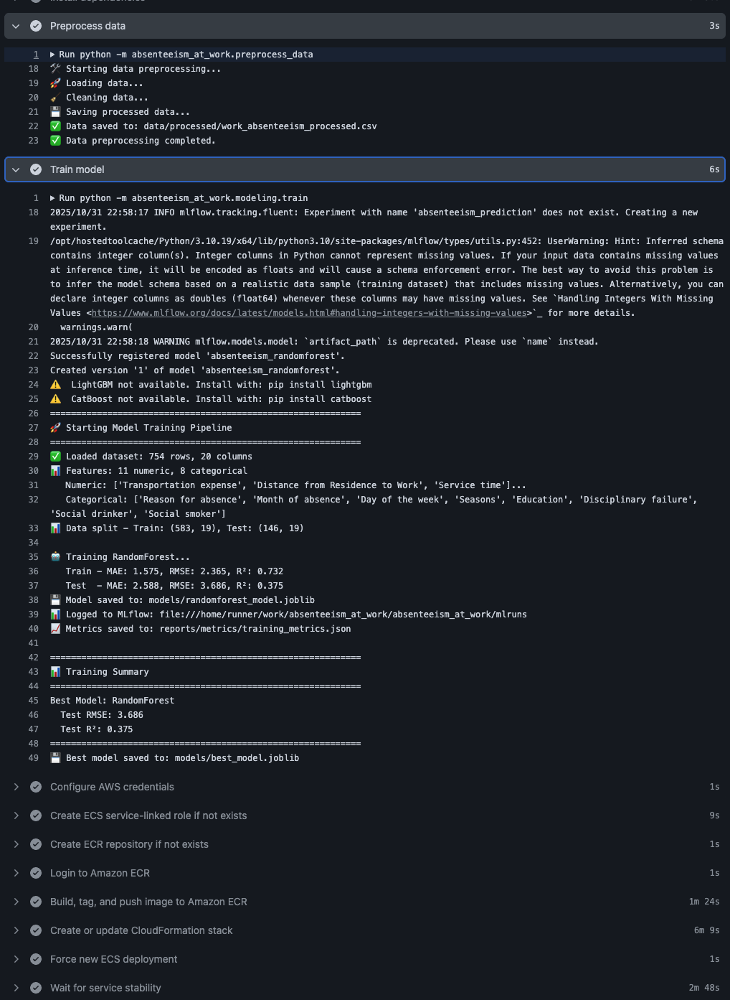 Install dependencies
Preprocess data 3s
1 Run python -m absenteeism_at_work.preprocess_data
18 🛠 Starting data preprocessing...
19 🚀 Loading data...
20 🧹 Cleaning data...
21 💾 Saving processed data...
22 ✅ Data saved to: data/processed/work_absenteeism_processed.csv
23 ✅ Data preprocessing completed.
Train model 6s
1 Run python -m absenteeism_at_work.modeling.train
18 2025/10/31 22:58:17 INFO mlflow.tracking.fluent: Experiment with name 'absenteeism_prediction' does not exist. Creating a new
experiment.
19 /opt/hostedtoolcache/Python/3.10.19/x64/lib/python3.10/site-packages/mlflow/types/utils.py:452: UserWarning: Hint: Inferred schema
contains integer column(s). Integer columns in Python cannot represent missing values. If your input data contains missing values
at inference time, it will be encoded as floats and will cause a schema enforcement error. The best way to avoid this problem is
to infer the model schema based on a realistic data sample (training dataset) that includes missing values. Alternatively, you can
declare integer columns as doubles (float64) whenever these columns may have missing values. See `Handling Integers With Missing
Values <https://www.mlflow.org/docs/latest/models.html#handling-integers-with-missing-values>`_ for more details.
20 warnings.warn(
21 2025/10/31 22:58:18 WARNING mlflow.models.model: `artifact_path` is deprecated. Please use `name` instead.
22 Successfully registered model 'absenteeism_randomforest'.
23 Created version '1' of model 'absenteeism_randomforest'.
24 ⚠️ LightGBM not available. Install with: pip install lightgbm
25 ⚠️ CatBoost not available. Install with: pip install catboost
26 ============================================================
27 🚀 Starting Model Training Pipeline
28 ============================================================
29 ✅ Loaded dataset: 754 rows, 20 columns
30 📊 Features: 11 numeric, 8 categorical
31 Numeric: ['Transportation expense', 'Distance from Residence to Work', 'Service time']...
32 Categorical: ['Reason for absence', 'Month of absence', 'Day of the week', 'Seasons', 'Education', 'Disciplinary failure',
'Social drinker', 'Social smoker']
33 📊 Data split - Train: (583, 19), Test: (146, 19)
34
35 🤖 Training RandomForest...
36 Train - MAE: 1.575, RMSE: 2.365, R²: 0.732
37 Test - MAE: 2.588, RMSE: 3.686, R²: 0.375
38 💾 Model saved to: models/randomforest_model.joblib
39 📊 Logged to MLflow: file:///home/runner/work/absenteeism_at_work/absenteeism_at_work/mlruns
40 📈 Metrics saved to: reports/metrics/training_metrics.json
41
42 ============================================================
43 📊 Training Summary
44 ============================================================
45 Best Model: RandomForest
46 Test RMSE: 3.686
47 Test R²: 0.375
48 ============================================================
49 💾 Best model saved to: models/best_model.joblib
Configure AWS credentials 1s
Create ECS service-linked role if not exists 9s
Create ECR repository if not exists 1s
Login to Amazon ECR 1s
Build, tag, and push image to Amazon ECR 1m 24s
Create or update CloudFormation stack 6m 9s
Force new ECS deployment 1s
Wait for service stability 2m 48s